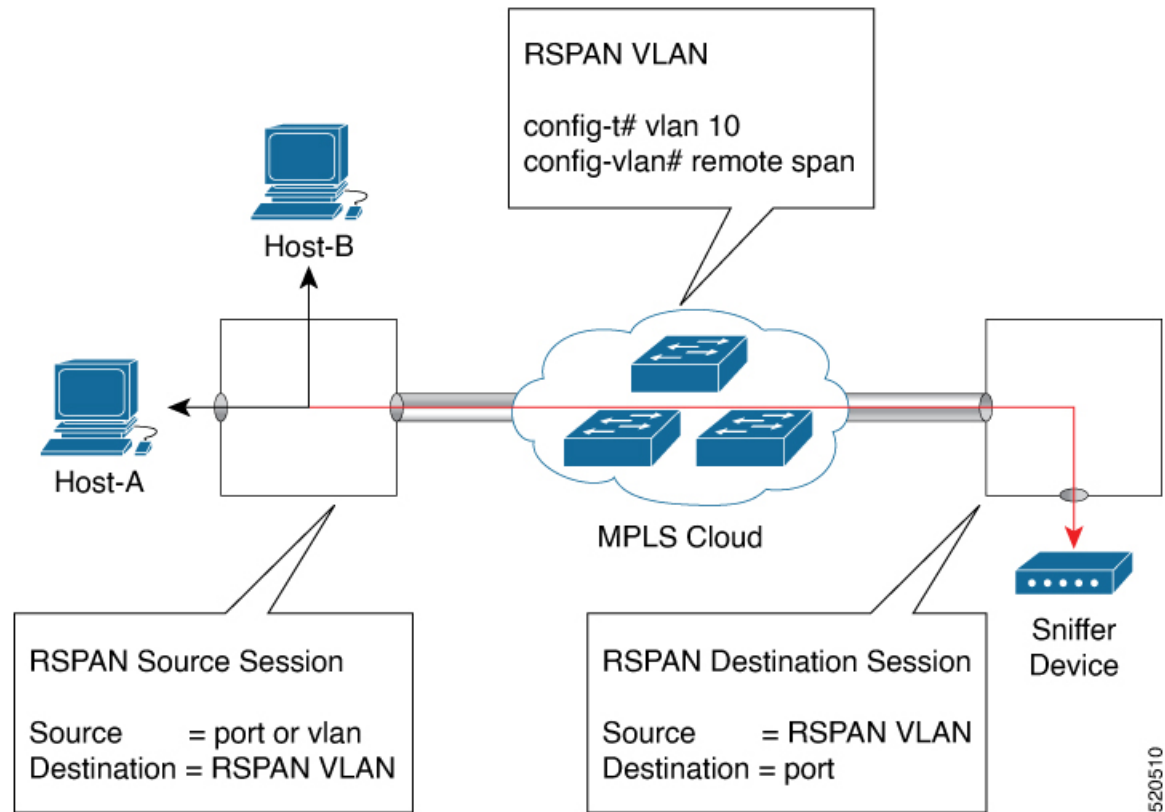 RSPAN VLAN
config-t# vlan 10
config-vlan# remote span
Host-B
Host-A
MPLS Cloud
RSPAN Source Session
Source = port or vlan
Destination = RSPAN VLAN
RSPAN Destination Session
Source = RSPAN VLAN
Destination = port
Sniffer
Device
520510